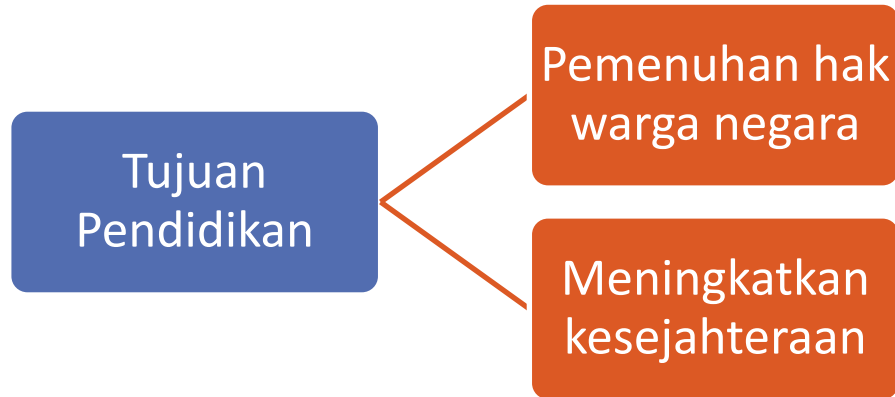 Tujuan
Pendidikan
Pemenuhan hak
warga negara
Meningkatkan
kesejahteraan